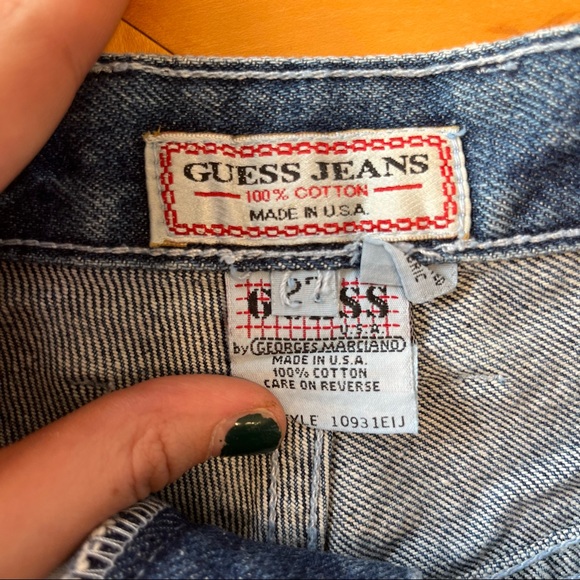 GUESS JEANS
100% COTTON
MADE IN U.S.A.
27
GUESS
U.S.A.
by GEORGES MARCIANO
MADE IN U.S.A.
100% COTTON
CARE ON REVERSE
STYLE 10931EIJ